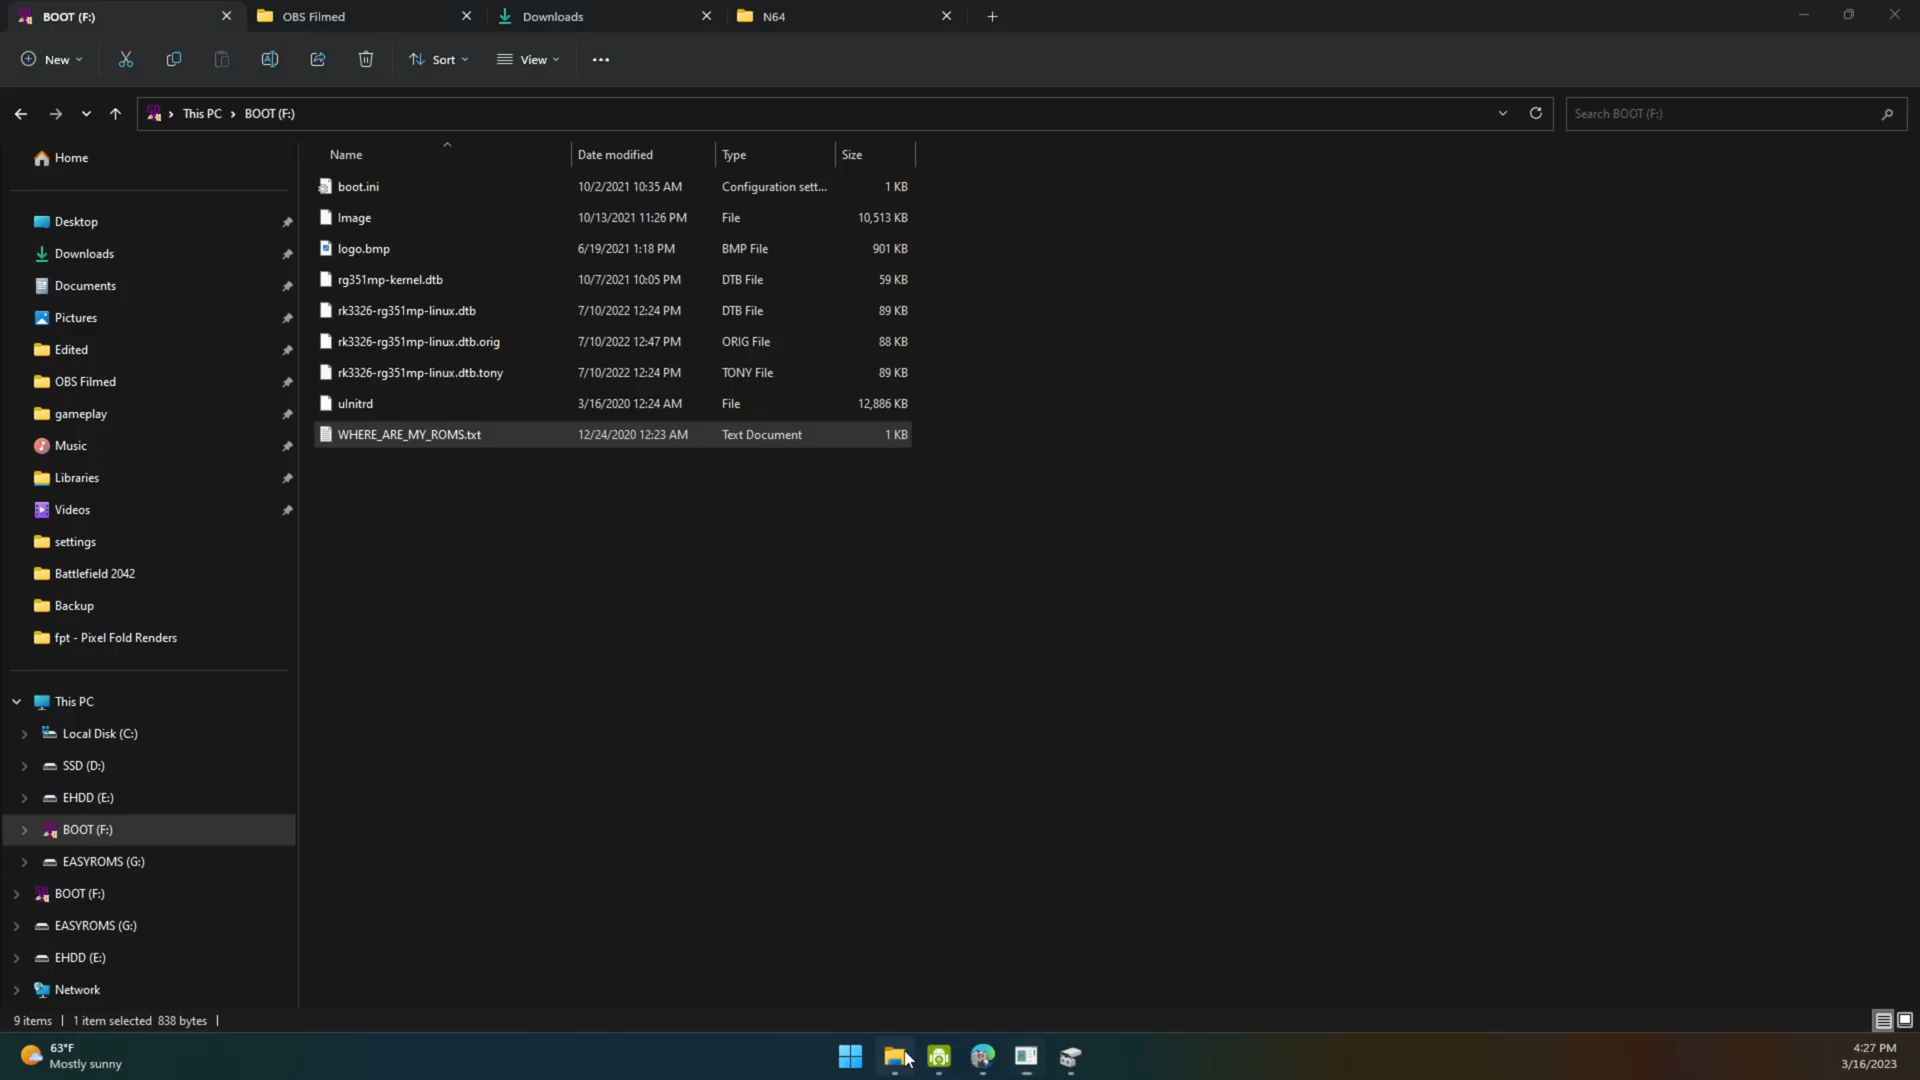 BOOT (F:)
OBS Filmed
Downloads
N64
New
Sort
View
This PC
BOOT (F:)
Search BOOT (F:)
Name
Date modified
Type
Size
boot.ini 10/2/2021 10:35 AM Configuration sett... 1 KB
Image 10/13/2021 11:26 PM File 10,513 KB
logo.bmp 6/19/2021 1:18 PM BMP File 901 KB
rg351mp-kernel.dtb 10/7/2021 10:05 PM DTB File 59 KB
rk3326-rg351mp-linux.dtb 7/10/2022 12:24 PM DTB File 89 KB
rk3326-rg351mp-linux.dtb.orig 7/10/2022 12:47 PM ORIG File 88 KB
rk3326-rg351mp-linux.dtb.tony 7/10/2022 12:24 PM TONY File 89 KB
uInitrd 3/16/2020 12:24 AM File 12,886 KB
WHERE_ARE_MY_ROMS.txt 12/24/2020 12:23 AM Text Document 1 KB
Home
Desktop
Downloads
Documents
Pictures
Edited
OBS Filmed
gameplay
Music
Libraries
Videos
settings
Battlefield 2042
Backup
fpt - Pixel Fold Renders
This PC
Local Disk (C:)
SSD (D:)
EHDD (E:)
BOOT (F:)
EASYROMS (G:)
BOOT (F:)
EASYROMS (G:)
EHDD (E:)
Network
9 items
1 item selected 838 bytes
63°F
Mostly sunny
4:27 PM
3/16/2023